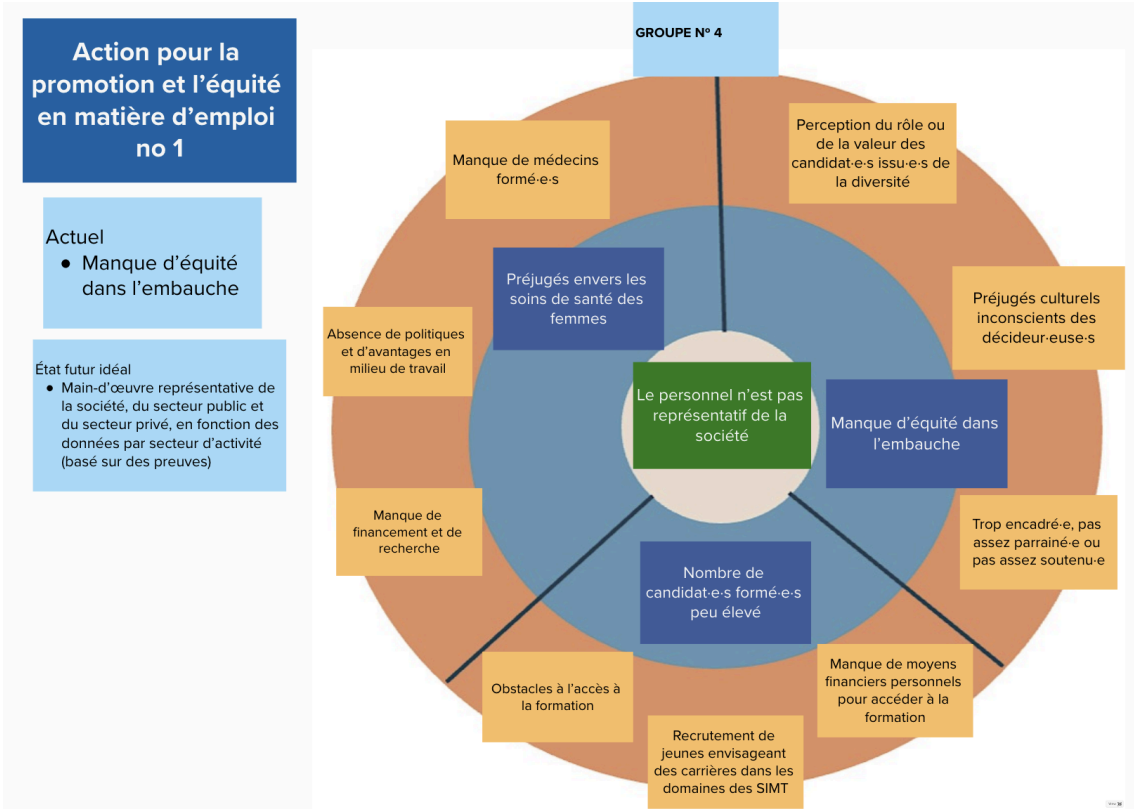 Action pour la
promotion et l’équité
en matière d’emploi
no 1
Actuel
● Manque d’équité
dans l’embauche
État futur idéal
● Main-d’œuvre représentative de
la société, du secteur public et
du secteur privé, en fonction des
données par secteur d’activité
(basé sur des preuves)
GROUPE Nº 4
Manque de médecins
formé·e·s
Perception du rôle ou
de la valeur des
candidat·e·s issu·e·s de
la diversité
Préjugés envers les
soins de santé des
femmes
Préjugés culturels
inconscients des
décideur·euse·s
Absence de politiques
et d’avantages en
milieu de travail
Le personnel n’est pas
représentatif de la
société
Manque d’équité dans
l’embauche
Manque de
financement et de
recherche
Trop encadré·e, pas
assez parrainé·e ou
pas assez soutenu·e
Nombre de
candidat·e·s formé·e·s
peu élevé
Obstacles à l’accès à
la formation
Manque de moyens
financiers personnels
pour accéder à la
formation
Recrutement de
jeunes envisageant
des carrières dans les
domaines des SIMT